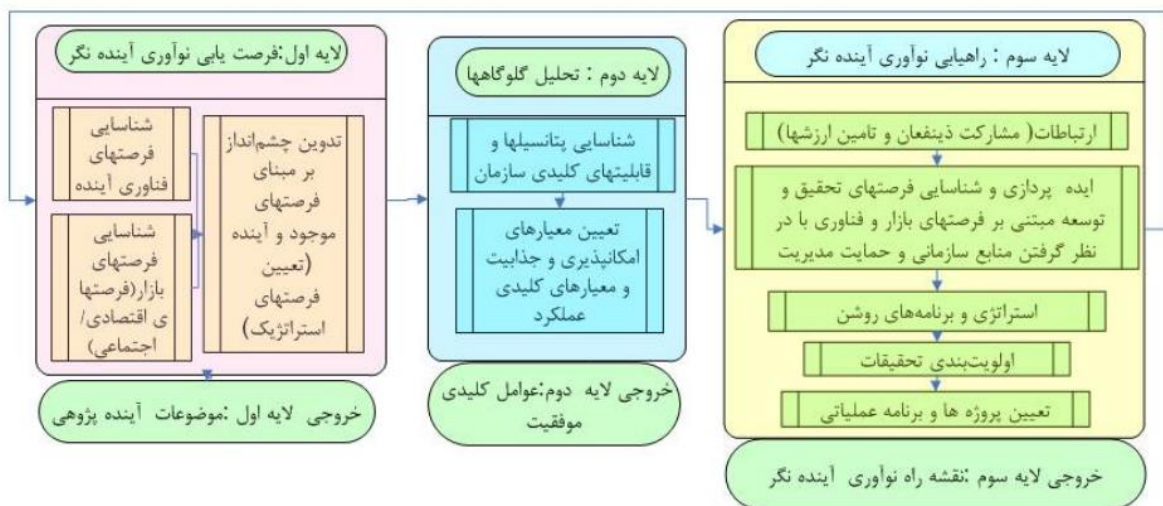 لایه اول:فرصت یابی نوآوری آینده نگر
شناسایی
فرصتهای
فناوری آینده
شناسایی
فرصتهای
بازار(فرصتها
ی اقتصادی/
اجتماعی)
تدوین چشم‌انداز
بر مبنای
فرصتهای
موجود و آینده
(تعیین
فرصتهای
استراتژیک)
خروجی لایه اول :موضوعات آینده پژوهی
لایه دوم : تحلیل گلوگاهها
شناسایی پتانسیلها و
قابلیتهای کلیدی سازمان
تعیین معیارهای
امکانپذیری و جذابیت
و معیارهای کلیدی
عملکرد
خروجی لایه دوم:عوامل کلیدی
موفقیت
لایه سوم : راهیابی نوآوری آینده نگر
ارتباطات( مشارکت ذینفعان و تامین ارزشها)
ایده پردازی و شناسایی فرصتهای تحقیق و
توسعه مبتنی بر فرصتهای بازار و فناوری با در
نظر گرفتن منابع سازمانی و حمایت مدیریت
استراتژی و برنامه‌های روشن
اولویت‌بندی تحقیقات
تعیین پروژه ها و برنامه عملیاتی
خروجی لایه سوم :نقشه راه نوآوری آینده نگر